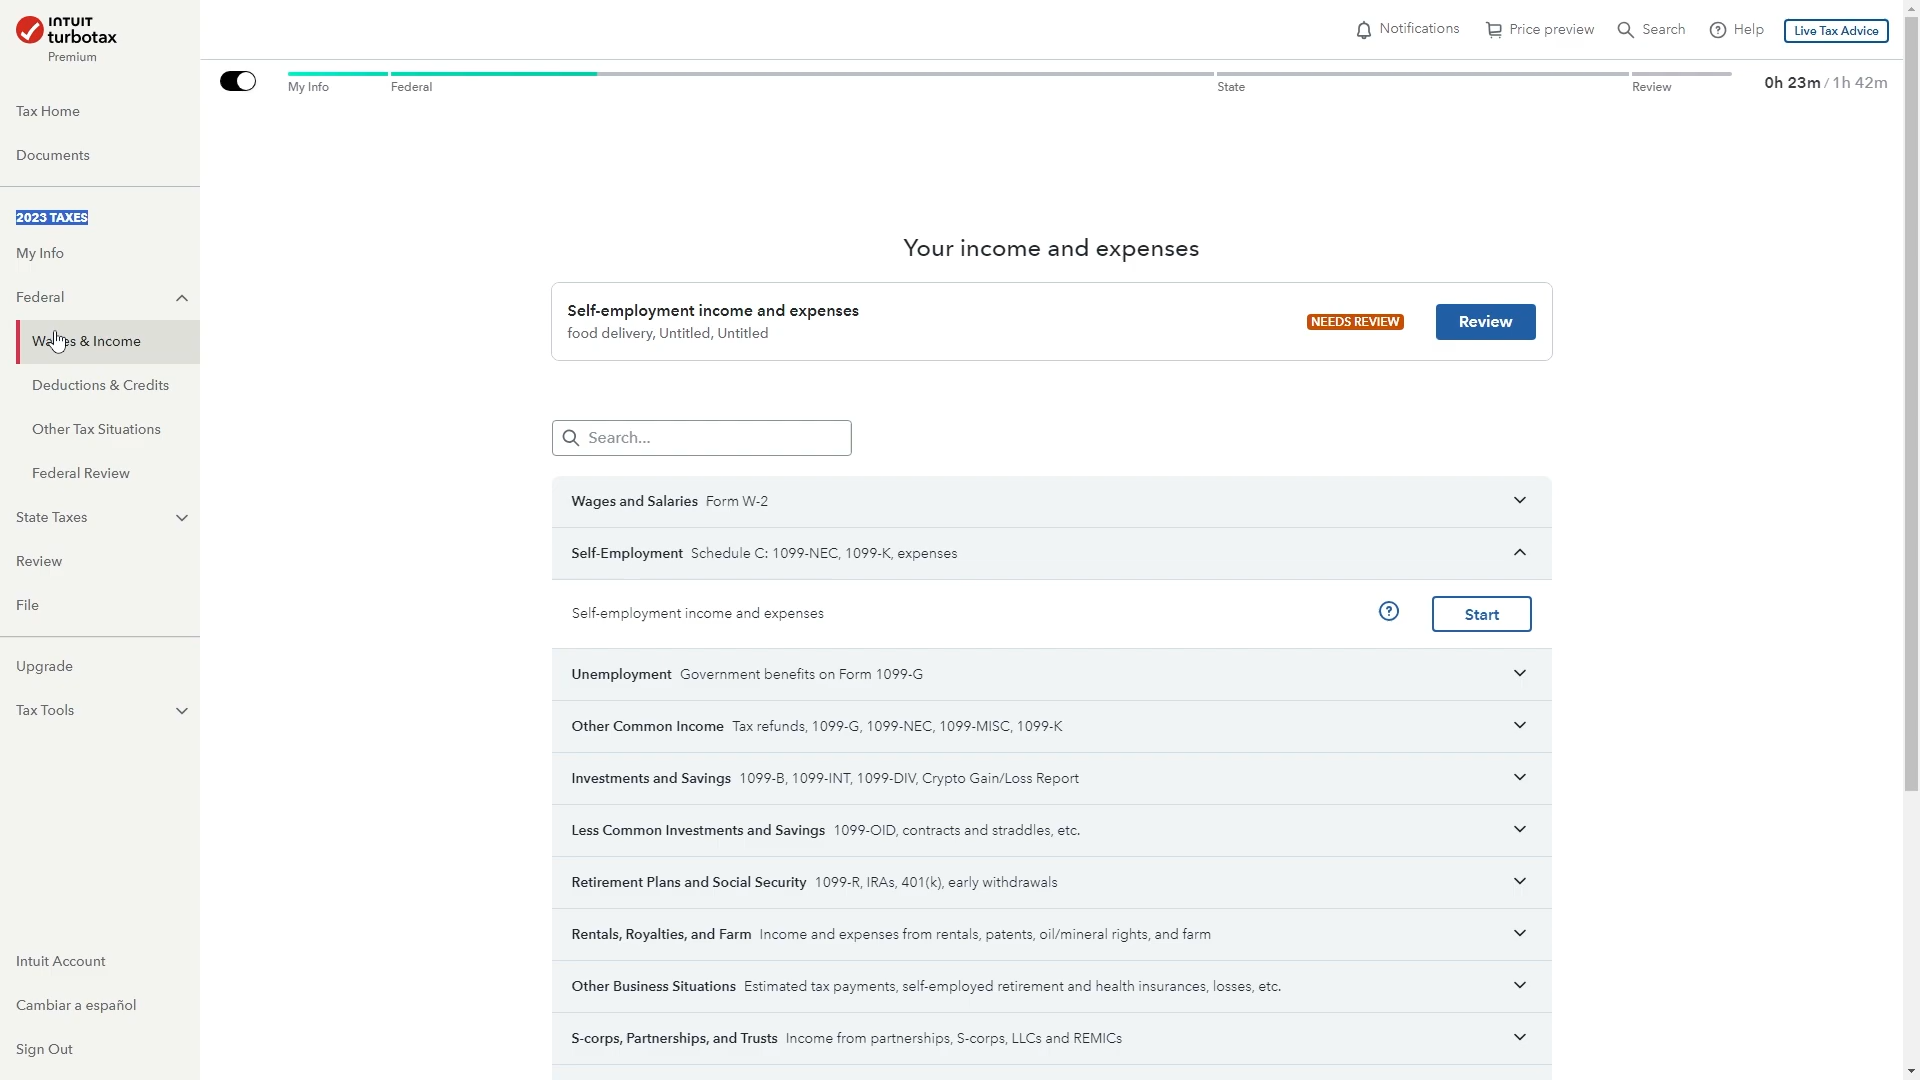 INTUIT
turbotax
Premium
Notifications
Price preview
Search
Help
Live Tax Advice
My Info
Federal
State
Review
0h 23m / 1h 42m
Tax Home
Documents
2023 TAXES
My Info
Federal
Wages & Income
Deductions & Credits
Other Tax Situations
Federal Review
State Taxes
Review
File
Upgrade
Tax Tools
Intuit Account
Cambiar a español
Sign Out
Your income and expenses
Self-employment income and expenses
food delivery, Untitled, Untitled
NEEDS REVIEW
Review
Search...
Wages and Salaries Form W-2
Self-Employment Schedule C: 1099-NEC, 1099-K, expenses
Self-employment income and expenses
Start
Unemployment Government benefits on Form 1099-G
Other Common Income Tax refunds, 1099-G, 1099-NEC, 1099-MISC, 1099-K
Investments and Savings 1099-B, 1099-INT, 1099-DIV, Crypto Gain/Loss Report
Less Common Investments and Savings 1099-OID, contracts and straddles, etc.
Retirement Plans and Social Security 1099-R, IRAs, 401(k), early withdrawals
Rentals, Royalties, and Farm Income and expenses from rentals, patents, oil/mineral rights, and farm
Other Business Situations Estimated tax payments, self-employed retirement and health insurances, losses, etc.
S-corps, Partnerships, and Trusts Income from partnerships, S-corps, LLCs and REMICs